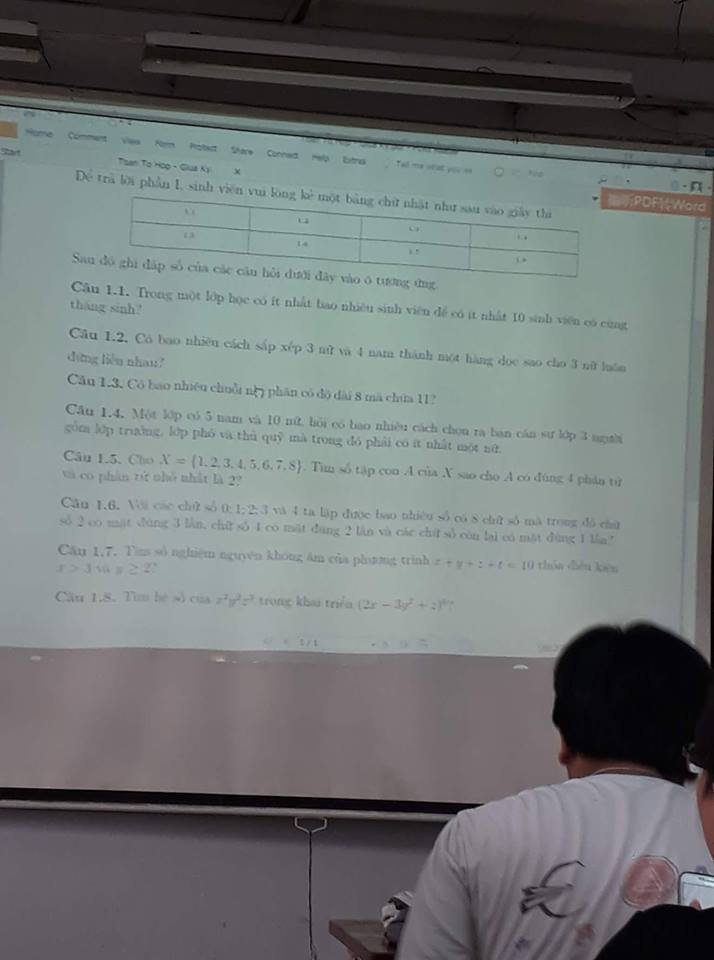 Home Comment View Form Protect Share Connect Help Extras Tell me what you
Start Toan To Hop - Giua Ky. ×
PDF转Word
Để trả lời phần I, sinh viên vui lòng kẻ một bảng chữ nhật như sau vào giấy thi
1.1 1.2 1.3 1.4
1.6 1.5
Sau đó ghi đáp số của các câu hỏi dưới đây vào ô tương ứng.
Câu 1.1. Trong một lớp học có ít nhất bao nhiêu sinh viên để có ít nhất 10 sinh viên có cùng
tháng sinh?
Câu 1.2. Có bao nhiêu cách sắp xếp 3 nữ và 4 nam thành một hàng dọc sao cho 3 nữ luôn
đứng liền nhau?
Câu 1.3. Có bao nhiêu chuỗi nhị phân có độ dài 8 mà chứa 11?
Câu 1.4. Một lớp có 5 nam và 10 nữ, hỏi có bao nhiêu cách chọn ra ban cán sự lớp 3 người
gồm lớp trưởng, lớp phó và thủ quỹ mà trong đó phải có ít nhất một nữ.
Câu 1.5. Cho X = {1, 2, 3, 4, 5, 6, 7, 8}. Tìm số tập con A của X sao cho A có đúng 4 phần tử
và có phần tử nhỏ nhất là 2?
Câu 1.6. Với các chữ số 0; 1; 2; 3 và 4 ta lập được bao nhiêu số có 8 chữ số mà trong đó chữ
số 2 có mặt đúng 3 lần, chữ số 4 có mặt đúng 2 lần và các chữ số còn lại có mặt đúng 1 lần?
Câu 1.7. Tìm số nghiệm nguyên không âm của phương trình x + y + z + t = 10 thỏa điều kiện
x > 3 và y ≥ 2?
Câu 1.8. Tìm hệ số của trong khai triển
1 / 1